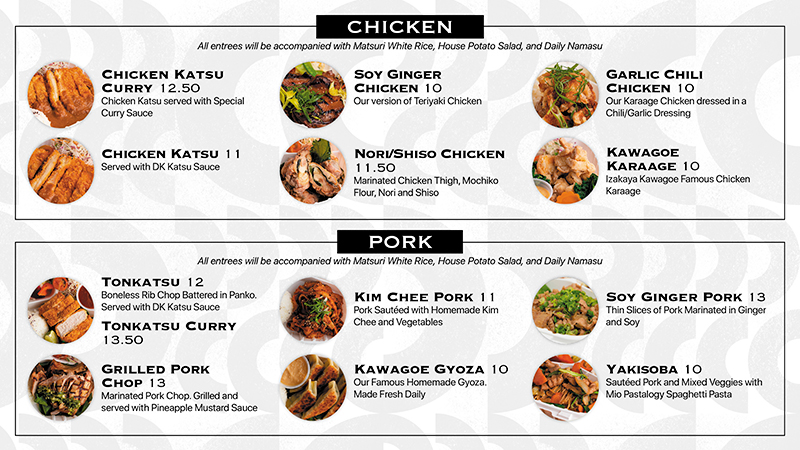 CHICKEN
All entrees will be accompanied with Matsuri White Rice, House Potato Salad, and Daily Namasu
CHICKEN KATSU
CURRY 12.50
Chicken Katsu served with Special
Curry Sauce
SOY GINGER
CHICKEN 10
Our version of Teriyaki Chicken
GARLIC CHILI
CHICKEN 10
Our Karaage Chicken dressed in a
Chili/Garlic Dressing
CHICKEN KATSU 11
Served with DK Katsu Sauce
NORI/SHISO CHICKEN
11.50
Marinated Chicken Thigh, Mochiko
Flour, Nori and Shiso
KAWAGOE
KARAAGE 10
Izakaya Kawagoe Famous Chicken
Karaage
PORK
All entrees will be accompanied with Matsuri White Rice, House Potato Salad, and Daily Namasu
TONKATSU 12
Boneless Rib Chop Battered in Panko.
Served with DK Katsu Sauce
TONKATSU CURRY
13.50
KIM CHEE PORK 11
Pork Sautéed with Homemade Kim
Chee and Vegetables
SOY GINGER PORK 13
Thin Slices of Pork Marinated in Ginger
and Soy
GRILLED PORK
CHOP 13
Marinated Pork Chop. Grilled and
served with Pineapple Mustard Sauce
KAWAGOE GYOZA 10
Our Famous Homemade Gyoza.
Made Fresh Daily
YAKISOBA 10
Sautéed Pork and Mixed Veggies with
Mio Pastalogy Spaghetti Pasta